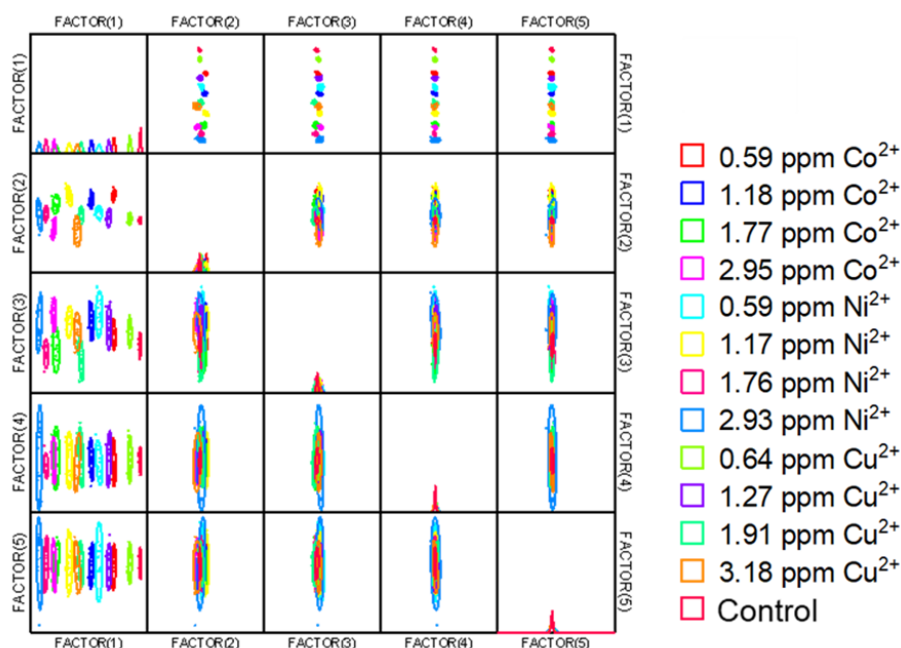 FACTOR(1) FACTOR(2) FACTOR(3) FACTOR(4) FACTOR(5)
FACTOR(1)
FACTOR(1)
FACTOR(2)
FACTOR(2)
FACTOR(3)
FACTOR(3)
FACTOR(4)
FACTOR(4)
FACTOR(5)
FACTOR(5)
FACTOR(1) FACTOR(2) FACTOR(3) FACTOR(4) FACTOR(5)
0.59 ppm Co²⁺
1.18 ppm Co²⁺
1.77 ppm Co²⁺
2.95 ppm Co²⁺
0.59 ppm Ni²⁺
1.17 ppm Ni²⁺
1.76 ppm Ni²⁺
2.93 ppm Ni²⁺
0.64 ppm Cu²⁺
1.27 ppm Cu²⁺
1.91 ppm Cu²⁺
3.18 ppm Cu²⁺
Control